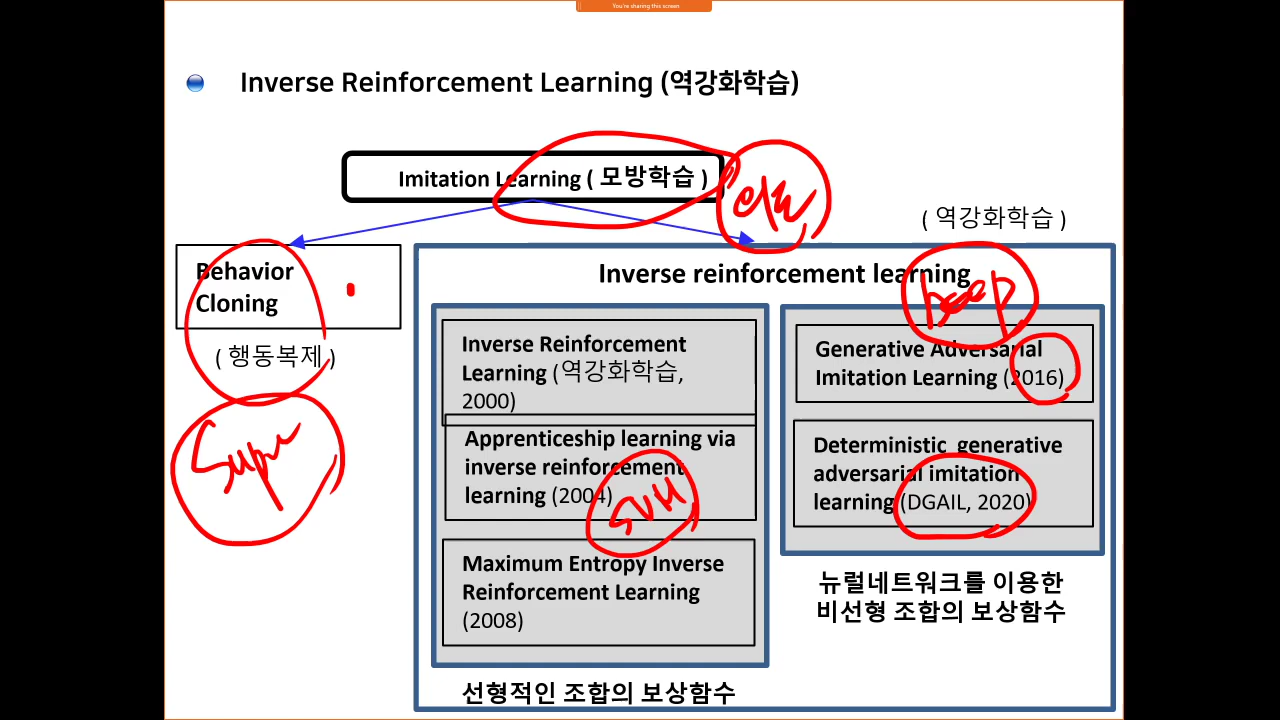 You're sharing this screen
Inverse Reinforcement Learning (역강화학습)
Imitation Learning ( 모방학습 )
( 역강화학습 )
Behavior
Cloning
( 행동복제 )
Supe
Inverse reinforcement learning
Deep
Inverse Reinforcement
Learning (역강화학습,
2000)
Apprenticeship learning via
inverse reinforcement
learning (2004)
SVM
Maximum Entropy Inverse
Reinforcement Learning
(2008)
선형적인 조합의 보상함수
Generative Adversarial
Imitation Learning (2016)
Deterministic generative
adversarial imitation
learning (DGAIL, 2020)
뉴럴네트워크를 이용한
비선형 조합의 보상함수